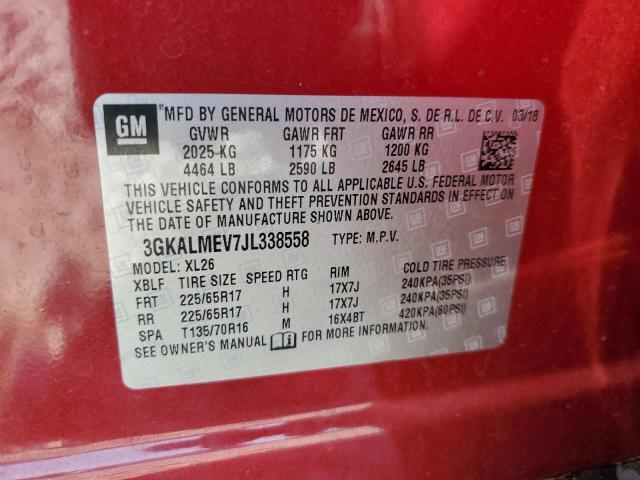 GM
® MFD BY GENERAL MOTORS DE MEXICO, S. DE R.L. DE C.V. 03/18
GVWR GAWR FRT GAWR RR
2025 KG 1175 KG 1200 KG
4464 LB 2590 LB 2645 LB
THIS VEHICLE CONFORMS TO ALL APPLICABLE U.S. FEDERAL MOTOR
VEHICLE SAFETY AND THEFT PREVENTION STANDARDS IN EFFECT ON
THE DATE OF MANUFACTURE SHOWN ABOVE.
3GKALMEV7JL338558 TYPE: M.P.V.
MODEL: XL26
XBLF TIRE SIZE SPEED RTG RIM COLD TIRE PRESSURE
FRT 225/65R17 H 17X7J 240KPA(35PSI)
RR 225/65R17 H 17X7J 240KPA(35PSI)
SPA T135/70R16 M 16X4BT 420KPA(60PSI)
SEE OWNER'S MANUAL FOR MORE INFORMATION.